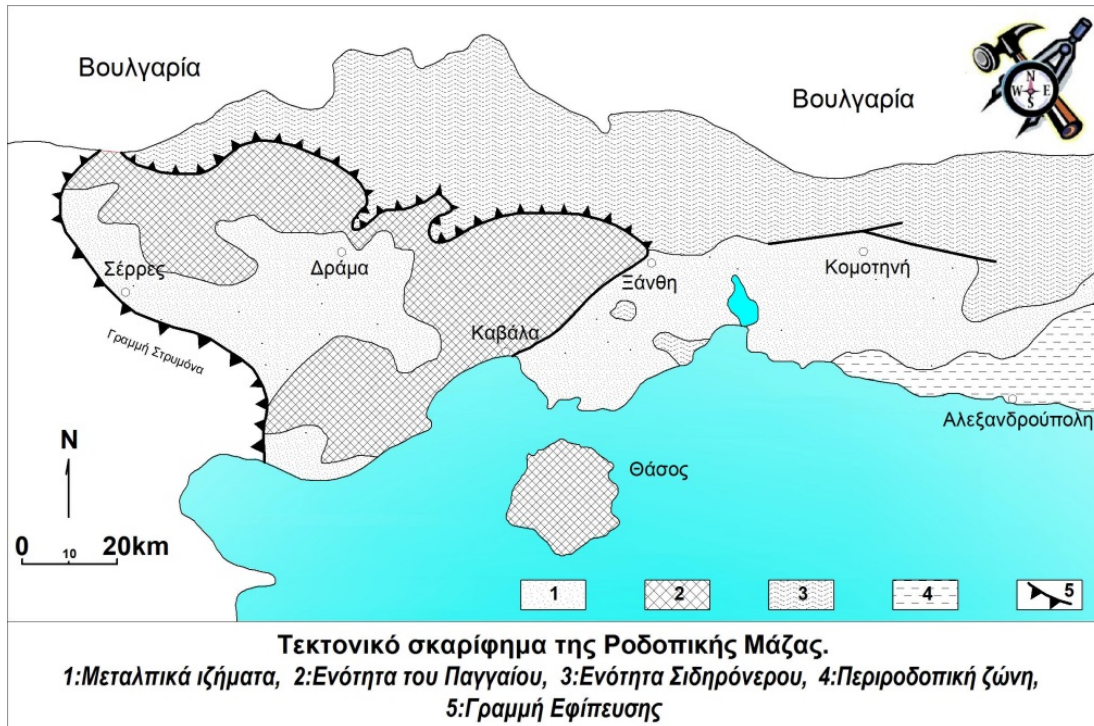 Βουλγαρία
Βουλγαρία
N
W E
S
Σέρρες
Δράμα
Ξάνθη
Κομοτηνή
Καβάλα
Γραμμή Στρυμόνα
Αλεξανδρούπολη
Θάσος
N
0 10 20km
1 2 3 4 5
Τεκτονικό σκαρίφημα της Ροδοπικής Μάζας.
1:Μεταλπικά ιζήματα, 2:Ενότητα του Παγγαίου, 3:Ενότητα Σιδηρόνερου, 4:Περιροδοπική ζώνη,
5:Γραμμή Εφίπευσης